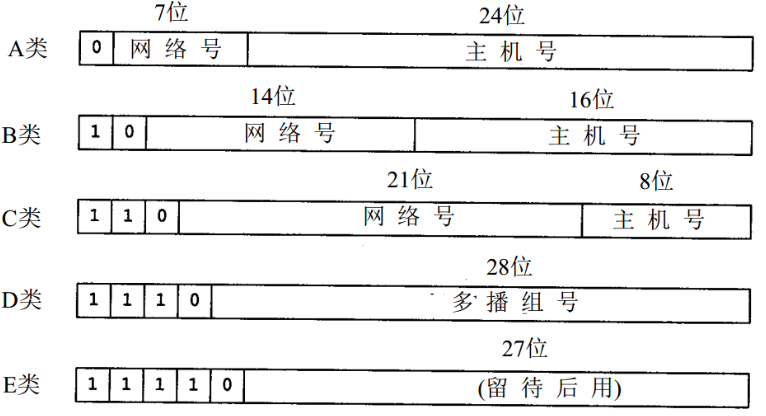 7位 24位
A类 0 网络号 主机号
14位 16位
B类 1 0 网络号 主机号
21位 8位
C类 1 1 0 网络号 主机号
28位
D类 1 1 1 0 多播组号
27位
E类 1 1 1 1 0 (留待后用)